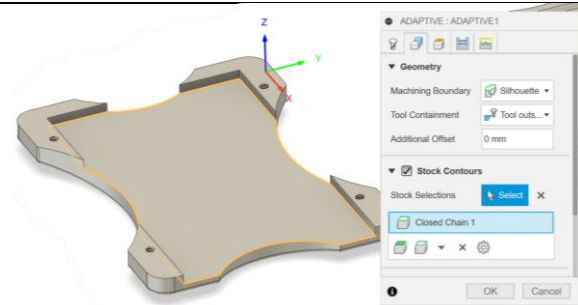 Z
Y
X
ADAPTIVE : ADAPTIVE1
Geometry
Machining Boundary Silhouette
Tool Containment Tool outs...
Additional Offset 0 mm
Stock Contours
Stock Selections Select
Closed Chain 1
OK Cancel